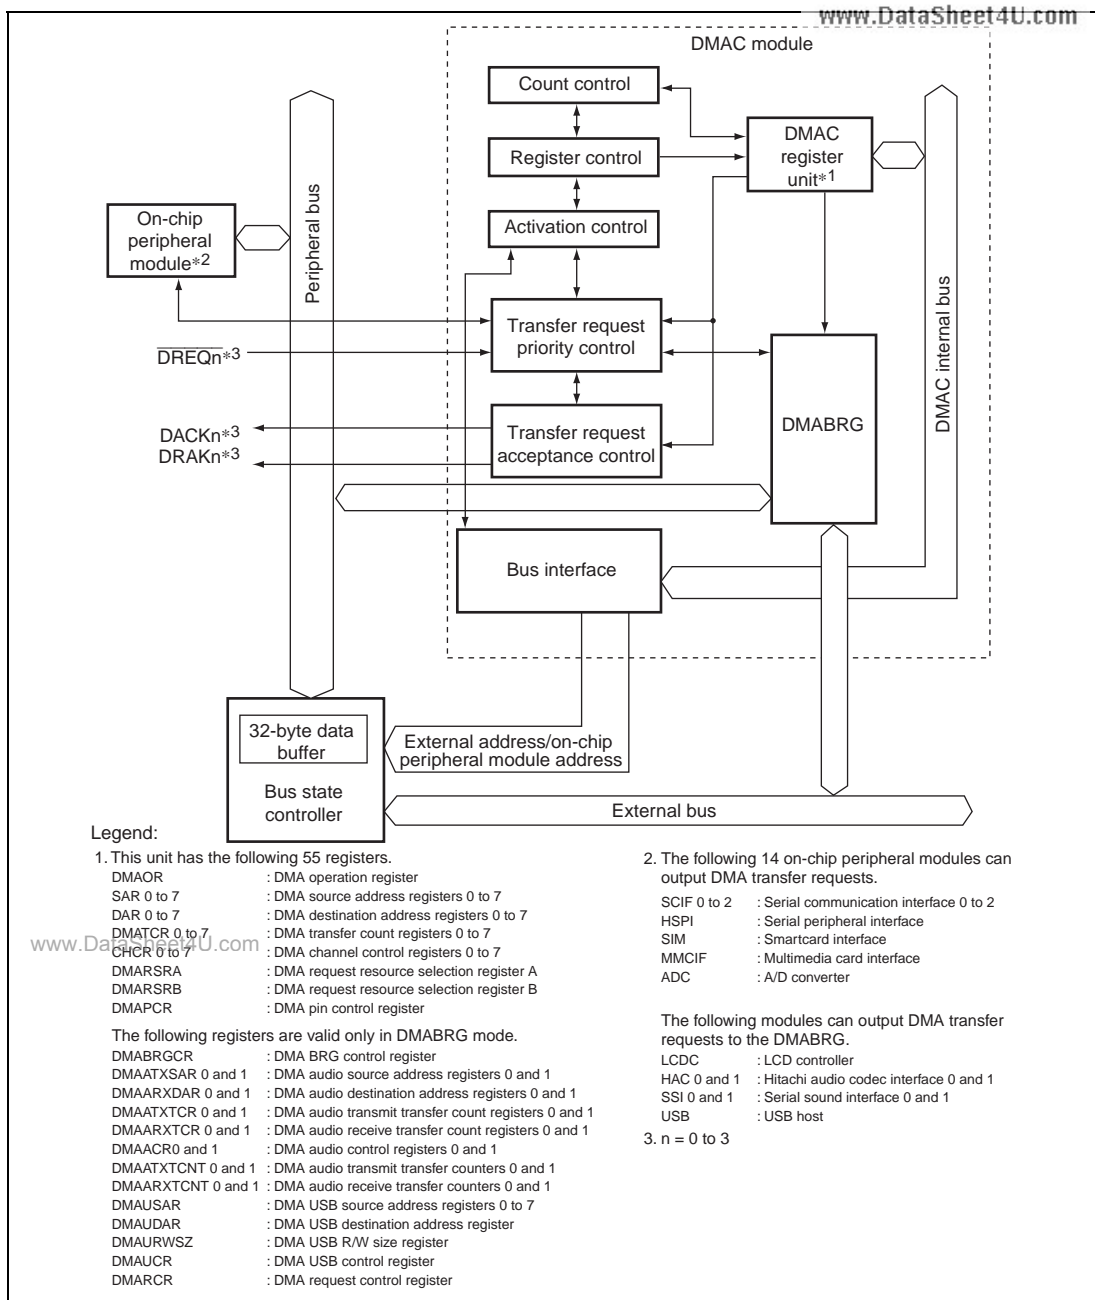 www.DataSheet4U.com
DMAC module
Count control
Register control
DMAC
register
unit*1
Activation control
On-chip
peripheral
module*2
Peripheral bus
DMAC internal bus
Transfer request
priority control
DREQn*3
DMABRG
DACKn*3
DRAKn*3
Transfer request
acceptance control
Bus interface
32-byte data
buffer
Bus state
controller
External address/on-chip
peripheral module address
External bus
Legend:
1. This unit has the following 55 registers.
DMAOR : DMA operation register
SAR 0 to 7 : DMA source address registers 0 to 7
DAR 0 to 7 : DMA destination address registers 0 to 7
DMATCR 0 to 7 : DMA transfer count registers 0 to 7
www.DataSheet4U.com
CHCR 0 to 7 : DMA channel control registers 0 to 7
DMARSRA : DMA request resource selection register A
DMARSRB : DMA request resource selection register B
DMAPCR : DMA pin control register
The following registers are valid only in DMABRG mode.
DMABRGCR : DMA BRG control register
DMAATXSAR 0 and 1 : DMA audio source address registers 0 and 1
DMAARXDAR 0 and 1 : DMA audio destination address registers 0 and 1
DMAATXTCR 0 and 1 : DMA audio transmit transfer count registers 0 and 1
DMAARXTCR 0 and 1 : DMA audio receive transfer count registers 0 and 1
DMAACR0 and 1 : DMA audio control registers 0 and 1
DMAATXTCNT 0 and 1 : DMA audio transmit transfer counters 0 and 1
DMAARXTCNT 0 and 1 : DMA audio receive transfer counters 0 and 1
DMAUSAR : DMA USB source address registers 0 to 7
DMAUDAR : DMA USB destination address register
DMAURWSZ : DMA USB R/W size register
DMAUCR : DMA USB control register
DMARCR : DMA request control register
2. The following 14 on-chip peripheral modules can
output DMA transfer requests.
SCIF 0 to 2 : Serial communication interface 0 to 2
HSPI : Serial peripheral interface
SIM : Smartcard interface
MMCIF : Multimedia card interface
ADC : A/D converter
The following modules can output DMA transfer
requests to the DMABRG.
LCDC : LCD controller
HAC 0 and 1 : Hitachi audio codec interface 0 and 1
SSI 0 and 1 : Serial sound interface 0 and 1
USB : USB host
3. n = 0 to 3